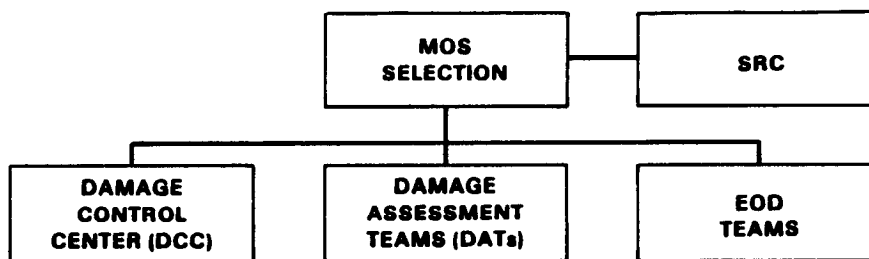 MOS
SELECTION
SRC
DAMAGE
CONTROL
CENTER (DCC)
DAMAGE
ASSESSMENT
TEAMS (DATs)
EOD
TEAMS